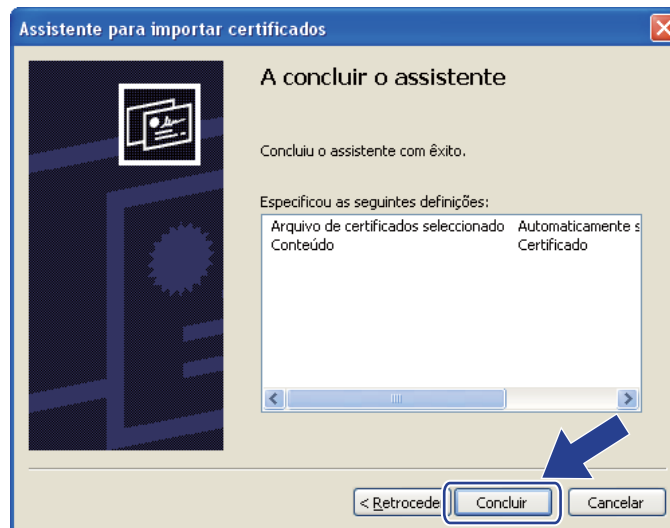 Assistente para importar certificados
A concluir o assistente
Concluiu o assistente com êxito.
Especificou as seguintes definições:
Arquivo de certificados seleccionado Automaticamente s
Conteúdo Certificado
< Retrocede Concluir Cancelar